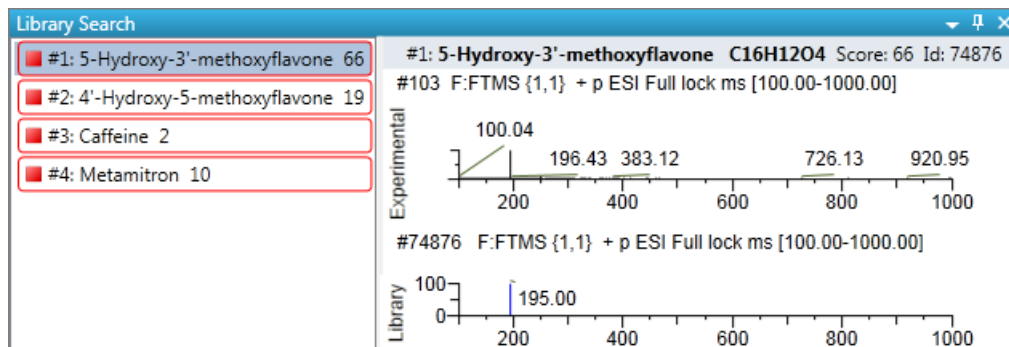 Library Search
#1: 5-Hydroxy-3'-methoxyflavone 66
#2: 4'-Hydroxy-5-methoxyflavone 19
#3: Caffeine 2
#4: Metamitron 10
#1: 5-Hydroxy-3'-methoxyflavone C16H12O4 Score: 66 Id: 74876
#103 F:FTMS {1,1} + p ESI Full lock ms [100.00-1000.00]
Experimental
100.04
196.43 383.12 726.13 920.95
200 400 600 800 1000
#74876 F:FTMS {1,1} + p ESI Full lock ms [100.00-1000.00]
Library
100
195.00
0
200 400 600 800 1000